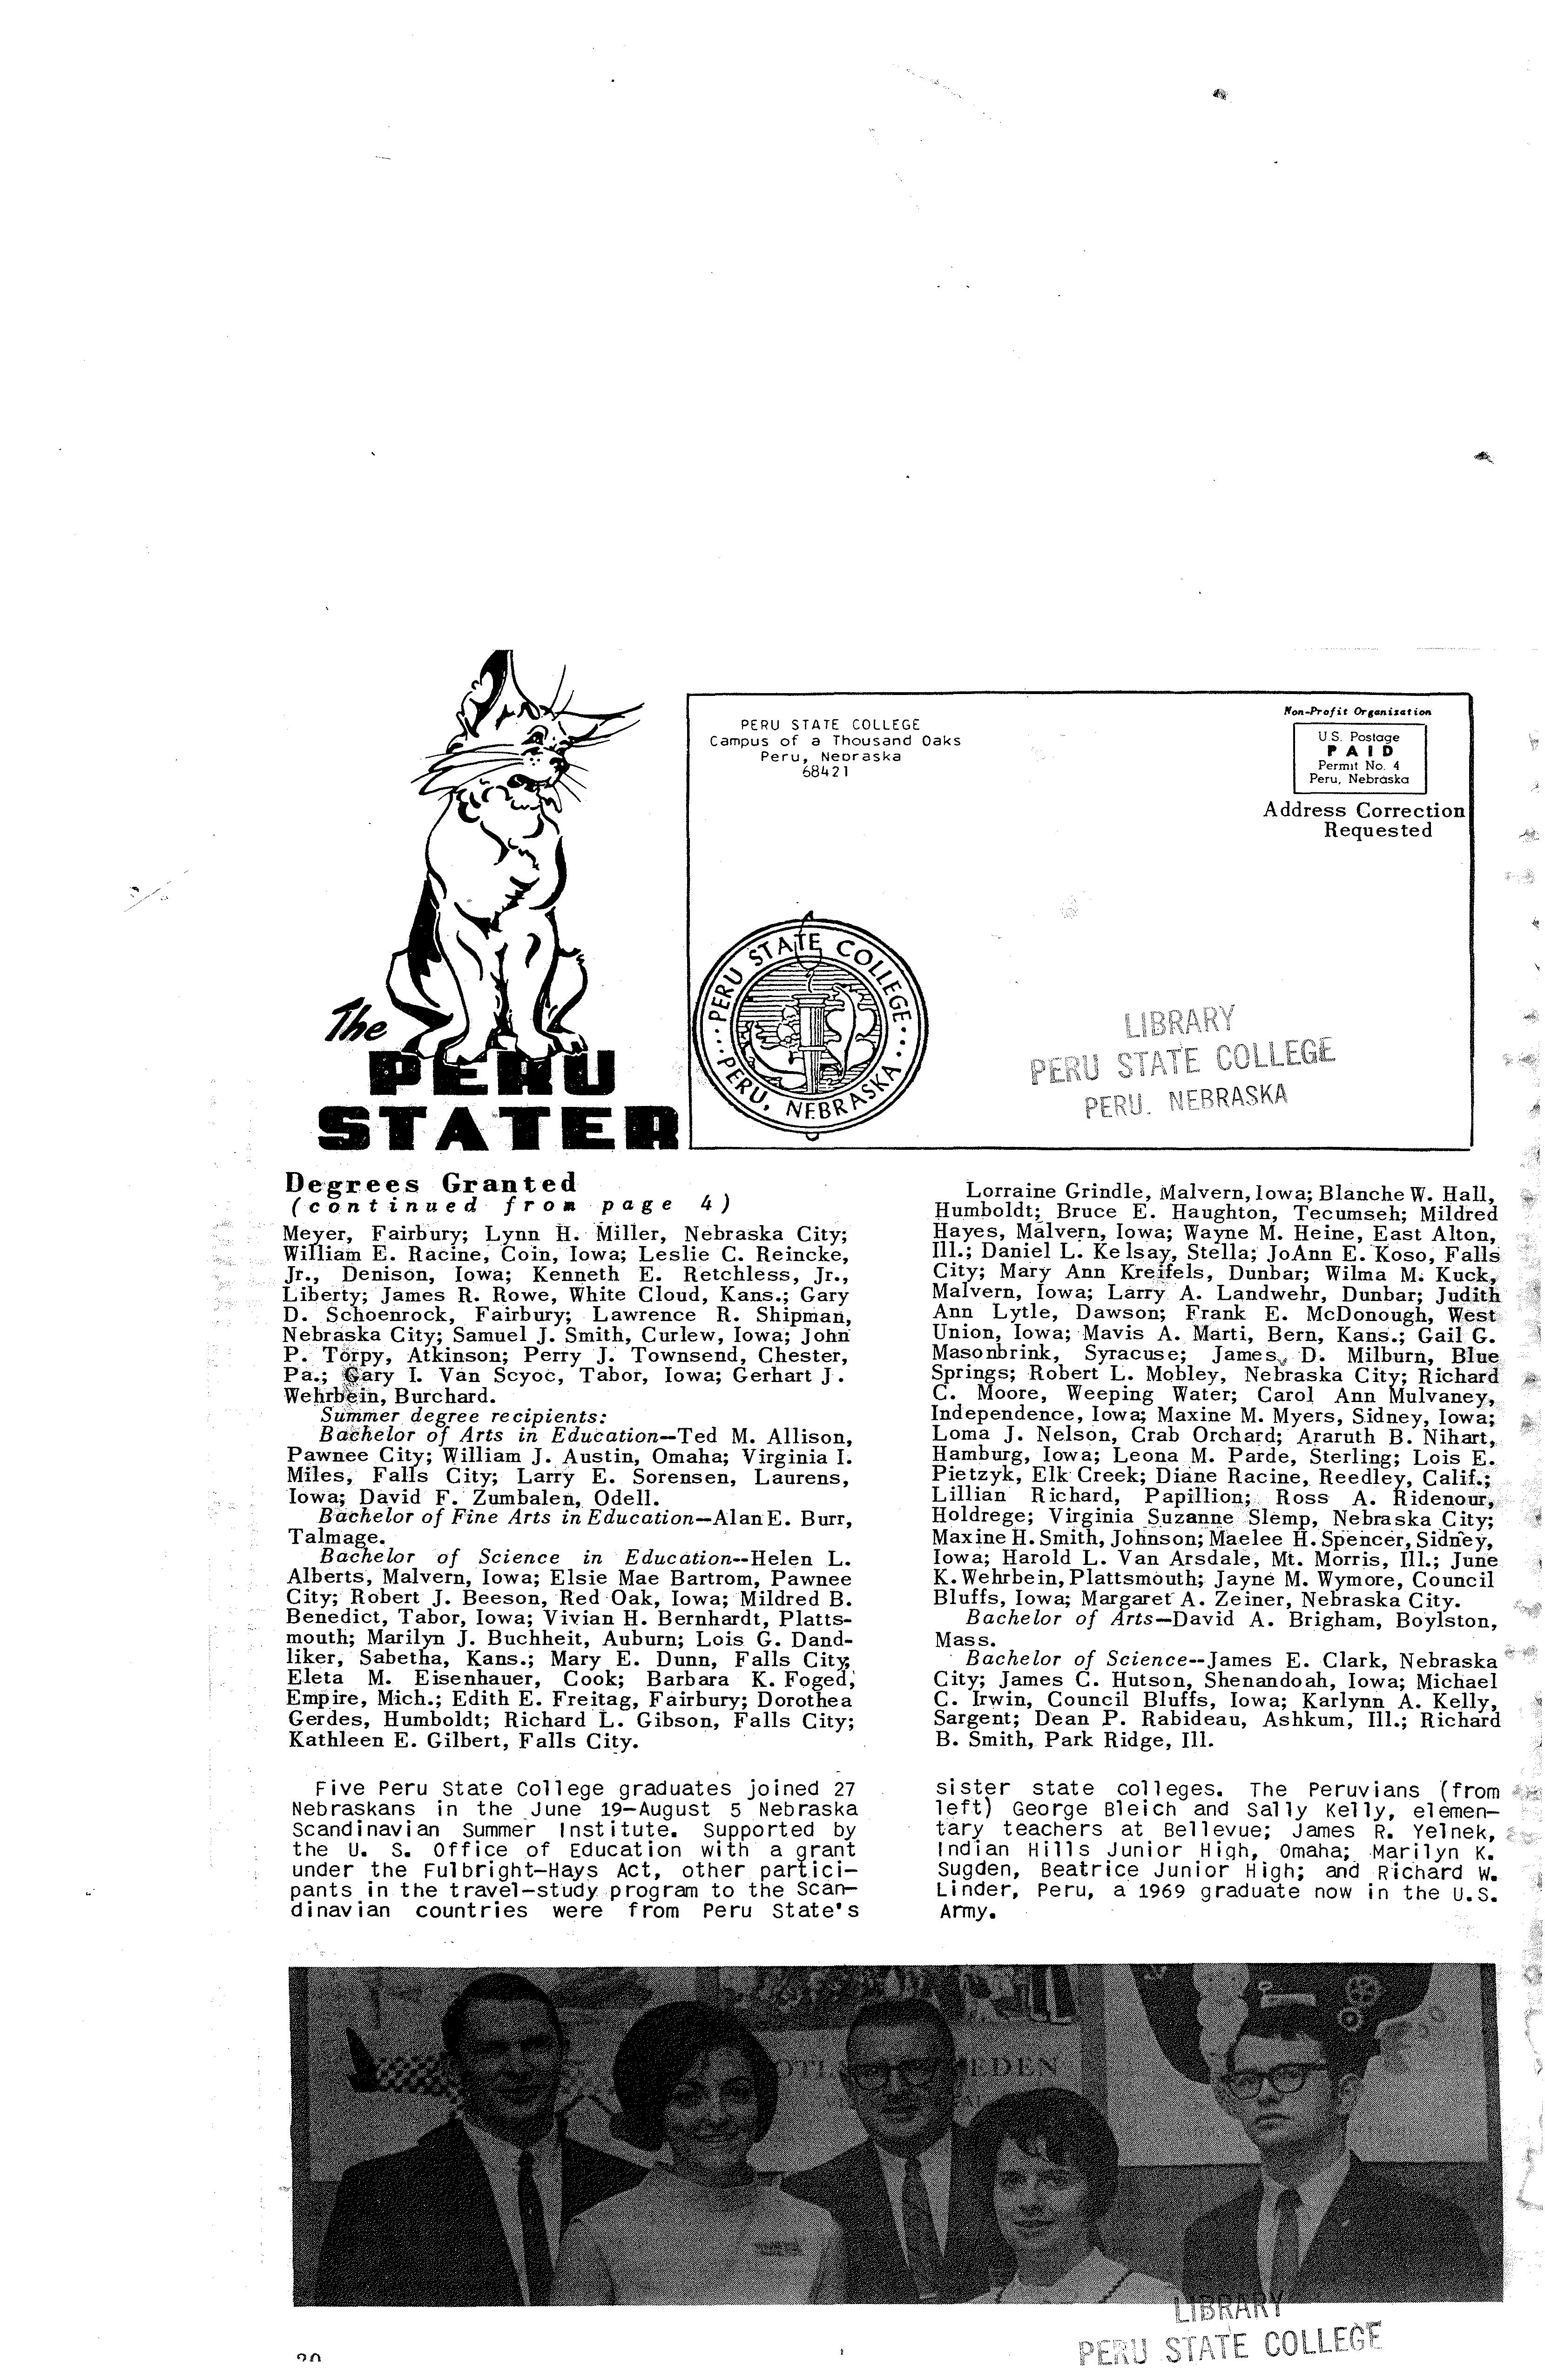 The
PERU
STATER
PERU STATE COLLEGE
Campus of a Thousand Oaks
Peru, Nebraska
68421
Non-Profit Organization
U.S. Postage
PAID
Permit No. 4
Peru, Nebraska
Address Correction
Requested
PERU STATE COLLEGE
PERU, NEBRASKA
LIBRARY
PERU STATE COLLEGE
PERU. NEBRASKA
Degrees Granted
(continued from page 4)
Meyer, Fairbury; Lynn H. Miller, Nebraska City;
William E. Racine, Coin, Iowa; Leslie C. Reincke,
Jr., Denison, Iowa; Kenneth E. Retchless, Jr.,
Liberty; James R. Rowe, White Cloud, Kans.; Gary
D. Schoenrock, Fairbury; Lawrence R. Shipman,
Nebraska City; Samuel J. Smith, Curlew, Iowa; John
P. Torpy, Atkinson; Perry J. Townsend, Chester,
Pa.; Gary I. Van Scyoc, Tabor, Iowa; Gerhart J.
Wehrbein, Burchard.
Summer degree recipients:
Bachelor of Arts in Education—Ted M. Allison,
Pawnee City; William J. Austin, Omaha; Virginia I.
Miles, Falls City; Larry E. Sorensen, Laurens,
Iowa; David F. Zumbalen, Odell.
Bachelor of Fine Arts in Education—Alan E. Burr,
Talmage.
Bachelor of Science in Education--Helen L.
Alberts, Malvern, Iowa; Elsie Mae Bartrom, Pawnee
City; Robert J. Beeson, Red Oak, Iowa; Mildred B.
Benedict, Tabor, Iowa; Vivian H. Bernhardt, Platts-
mouth; Marilyn J. Buchheit, Auburn; Lois G. Dand-
liker, Sabetha, Kans.; Mary E. Dunn, Falls City;
Eleta M. Eisenhauer, Cook; Barbara K. Foged,
Empire, Mich.; Edith E. Freitag, Fairbury; Dorothea
Gerdes, Humboldt; Richard L. Gibson, Falls City;
Kathleen E. Gilbert, Falls City.
Lorraine Grindle, Malvern, Iowa; Blanche W. Hall,
Humboldt; Bruce E. Haughton, Tecumseh; Mildred
Hayes, Malvern, Iowa; Wayne M. Heine, East Alton,
Ill.; Daniel L. Kelsay, Stella; JoAnn E. Koso, Falls
City; Mary Ann Kreifels, Dunbar; Wilma M. Kuck,
Malvern, Iowa; Larry A. Landwehr, Dunbar; Judith
Ann Lytle, Dawson; Frank E. McDonough, West
Union, Iowa; Mavis A. Marti, Bern, Kans.; Gail G.
Masonbrink, Syracuse; James D. Milburn, Blue
Springs; Robert L. Mobley, Nebraska City; Richard
C. Moore, Weeping Water; Carol Ann Mulvaney,
Independence, Iowa; Maxine M. Myers, Sidney, Iowa;
Loma J. Nelson, Crab Orchard; Araruth B. Nihart,
Hamburg, Iowa; Leona M. Parde, Sterling; Lois E.
Pietzyk, Elk Creek; Diane Racine, Reedley, Calif.;
Lillian Richard, Papillion; Ross A. Ridenour,
Holdrege; Virginia Suzanne Slemp, Nebraska City;
Maxine H. Smith, Johnson; Maelee H. Spencer, Sidney,
Iowa; Harold L. Van Arsdale, Mt. Morris, Ill.; June
K. Wehrbein, Plattsmouth; Jayne M. Wymore, Council
Bluffs, Iowa; Margaret A. Zeiner, Nebraska City.
Bachelor of Arts—David A. Brigham, Boylston,
Mass.
Bachelor of Science--James E. Clark, Nebraska
City; James C. Hutson, Shenandoah, Iowa; Michael
C. Irwin, Council Bluffs, Iowa; Karlynn A. Kelly,
Sargent; Dean P. Rabideau, Ashkum, Ill.; Richard
B. Smith, Park Ridge, Ill.
Five Peru State College graduates joined 27
Nebraskans in the June 19—August 5 Nebraska
Scandinavian Summer Institute. Supported by
the U. S. Office of Education with a grant
under the Fulbright—Hays Act, other partici—
pants in the travel—study program to the Scan—
dinavian countries were from Peru State's
sister state colleges. The Peruvians (from
left) George Bleich and Sally Kelly, elemen—
tary teachers at Bellevue; James R. Yelnek,
Indian Hills Junior High, Omaha; Marilyn K.
Sugden, Beatrice Junior High; and Richard W.
Linder, Peru, a 1969 graduate now in the U.S.
Army.
EDEN
LIBRARY
PERU STATE COLLEGE
20